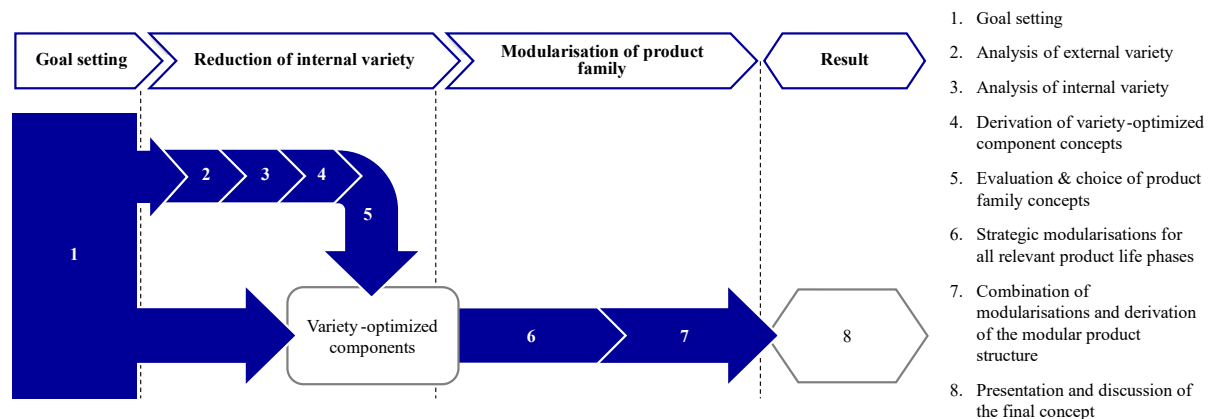 Goal setting
Reduction of internal variety
Modularisation of product
family
Result
1
2
3
4
5
Variety-optimized
components
6
7
8
1. Goal setting
2. Analysis of external variety
3. Analysis of internal variety
4. Derivation of variety-optimized
component concepts
5. Evaluation & choice of product
family concepts
6. Strategic modularisations for
all relevant product life phases
7. Combination of
modularisations and derivation
of the modular product
structure
8. Presentation and discussion of
the final concept